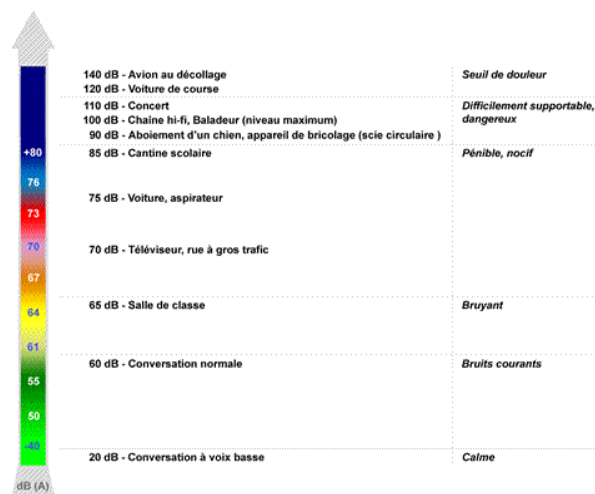 140 dB - Avion au décollage Seuil de douleur
120 dB - Voiture de course
110 dB - Concert Difficilement supportable,
100 dB - Chaîne hi-fi, Baladeur (niveau maximum) dangereux
90 dB - Aboiement d'un chien, appareil de bricolage (scie circulaire )
+80 85 dB - Cantine scolaire Pénible, nocif
76
75 dB - Voiture, aspirateur
73
70 70 dB - Téléviseur, rue à gros trafic
67
65 dB - Salle de classe Bruyant
64
61
60 dB - Conversation normale Bruits courants
55
50
-40
20 dB - Conversation à voix basse Calme
dB (A)